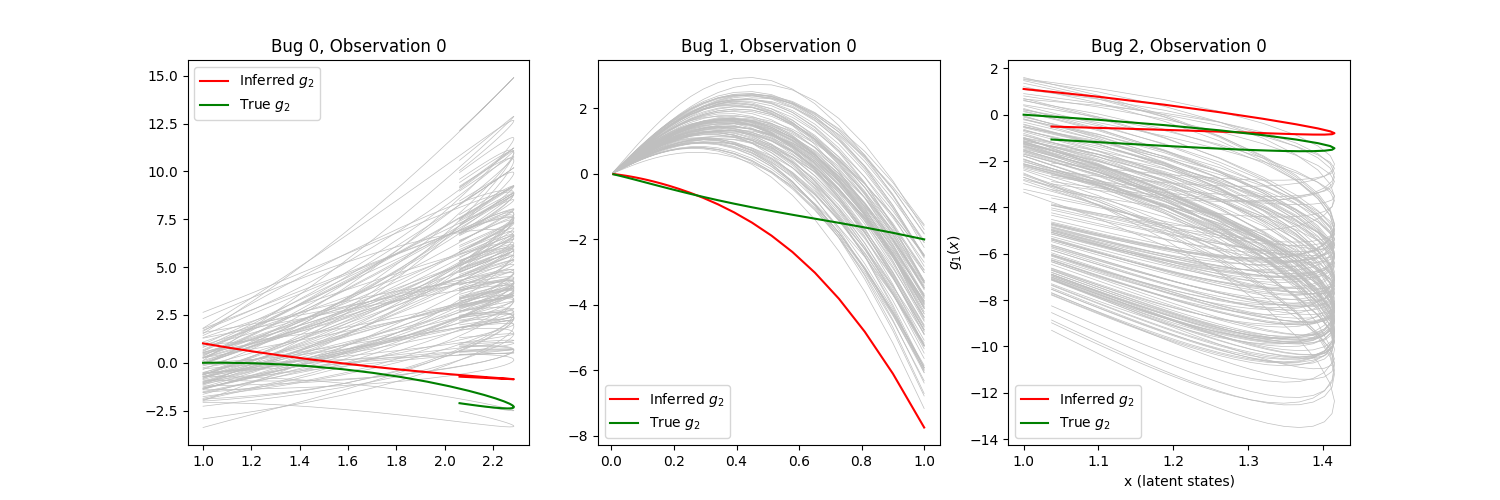 Bug 0, Observation 0
Inferred g₂
True g₂
15.0
12.5
10.0
7.5
5.0
2.5
0.0
−2.5
1.0 1.2 1.4 1.6 1.8 2.0 2.2
Bug 1, Observation 0
2
0
−2
−4
−6
−8
Inferred g₂
True g₂
0.0 0.2 0.4 0.6 0.8 1.0
Bug 2, Observation 0
g₁(x)
2
0
−2
−4
−6
−8
−10
−12
−14
Inferred g₂
True g₂
1.0 1.1 1.2 1.3 1.4
x (latent states)